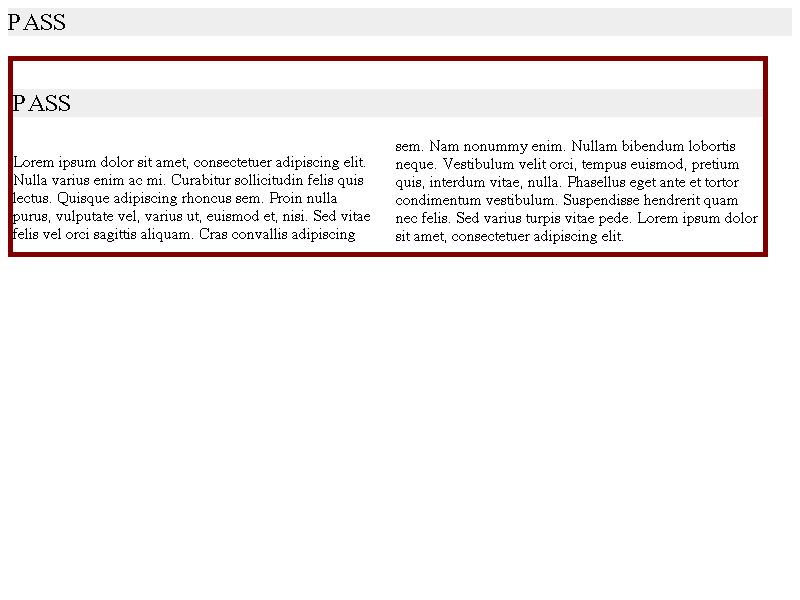 PASS
PASS
Lorem ipsum dolor sit amet, consectetuer adipiscing elit.
Nulla varius enim ac mi. Curabitur sollicitudin felis quis
lectus. Quisque adipiscing rhoncus sem. Proin nulla
purus, vulputate vel, varius ut, euismod et, nisi. Sed vitae
felis vel orci sagittis aliquam. Cras convallis adipiscing
sem. Nam nonummy enim. Nullam bibendum lobortis
neque. Vestibulum velit orci, tempus euismod, pretium
quis, interdum vitae, nulla. Phasellus eget ante et tortor
condimentum vestibulum. Suspendisse hendrerit quam
nec felis. Sed varius turpis vitae pede. Lorem ipsum dolor
sit amet, consectetuer adipiscing elit.